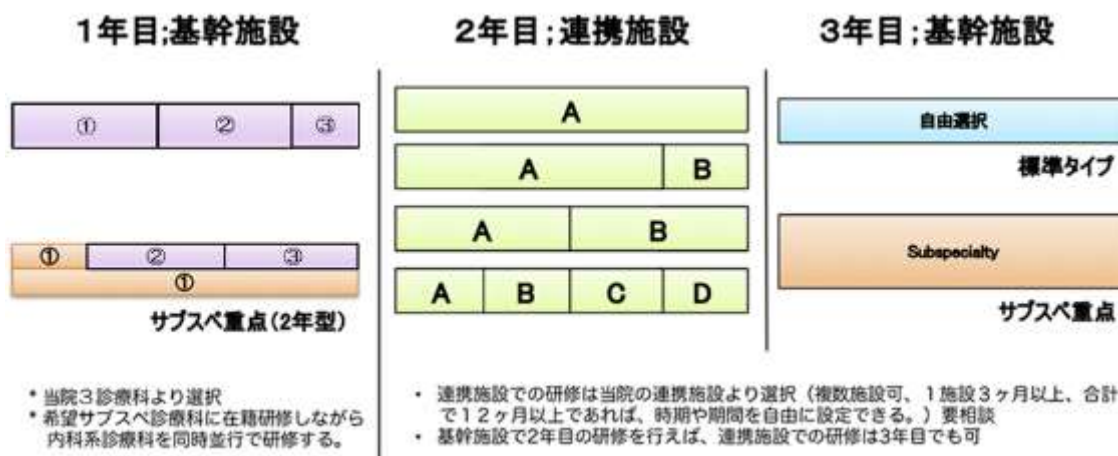 1年目;基幹施設
2年目;連携施設
3年目;基幹施設
① ② ③
① ② ③
①
サブスペ重点(2年型)
* 当院3診療科より選択
* 希望サブスペ診療科に在籍研修しながら
内科系診療科を同時並行で研修する。
A
A B
A B
A B C D
自由選択
標準タイプ
Subspecialty
サブスペ重点
・ 連携施設での研修は当院の連携施設より選択（複数施設可、1施設3ヶ月以上、合計
で12ヶ月以上であれば、時期や期間を自由に設定できる。）要相談
・ 基幹施設で2年目の研修を行えば、連携施設での研修は3年目でも可